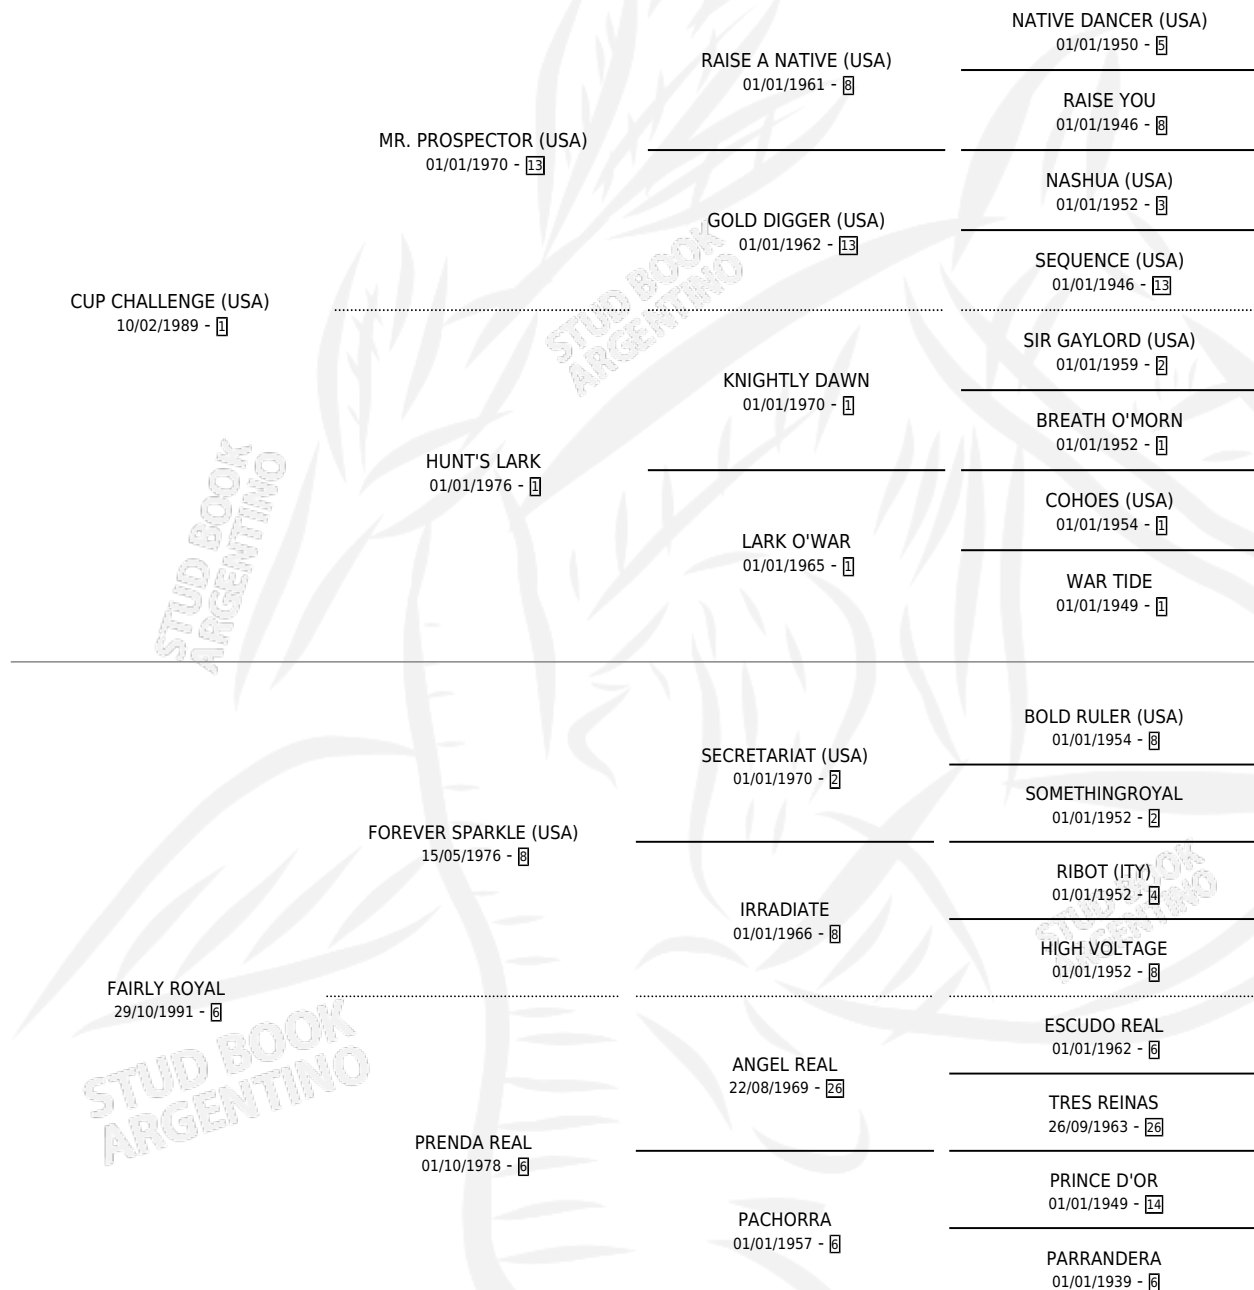 NATIVE DANCER (USA)
01/01/1950 - 5
RAISE A NATIVE (USA)
01/01/1961 - 8
RAISE YOU
01/01/1946 - 8
MR. PROSPECTOR (USA)
01/01/1970 - 13
NASHUA (USA)
01/01/1952 - 3
GOLD DIGGER (USA)
01/01/1962 - 13
SEQUENCE (USA)
01/01/1946 - 13
CUP CHALLENGE (USA)
10/02/1989 - 1
SIR GAYLORD (USA)
01/01/1959 - 2
KNIGHTLY DAWN
01/01/1970 - 1
BREATH O'MORN
01/01/1952 - 1
HUNT'S LARK
01/01/1976 - 1
COHOES (USA)
01/01/1954 - 1
LARK O'WAR
01/01/1965 - 1
WAR TIDE
01/01/1949 - 1
BOLD RULER (USA)
01/01/1954 - 8
SECRETARIAT (USA)
01/01/1970 - 2
SOMETHINGROYAL
01/01/1952 - 2
FOREVER SPARKLE (USA)
15/05/1976 - 8
RIBOT (ITY)
01/01/1952 - 4
IRRADIATE
01/01/1966 - 8
HIGH VOLTAGE
01/01/1952 - 8
FAIRLY ROYAL
29/10/1991 - 6
ESCUDO REAL
01/01/1962 - 6
ANGEL REAL
22/08/1969 - 26
TRES REINAS
26/09/1963 - 26
PRENDA REAL
01/10/1978 - 6
PRINCE D'OR
01/01/1949 - 14
PACHORRA
01/01/1957 - 6
PARRANDERA
01/01/1939 - 6
STUD BOOK
ARGENTINO
STUD BOOK
ARGENTINO
STUD BOOK
ARGENTINO
STUD BOOK
ARGENTINO